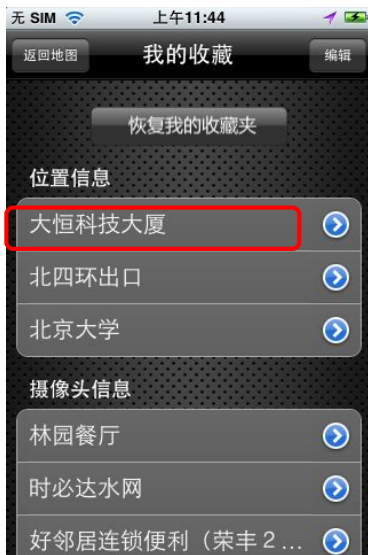 无 SIM 上午11:44
返回地图 我的收藏 编辑
恢复我的收藏夹
位置信息
大恒科技大厦
北四环出口
北京大学
摄像头信息
林园餐厅
时必达水网
好邻居连锁便利（荣丰２...